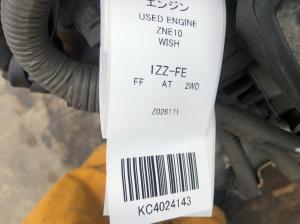 エンジン
USED ENGINE
ZNE10
WISH
1ZZ-FE
FF AT 2WD
Z026171
KC4024143